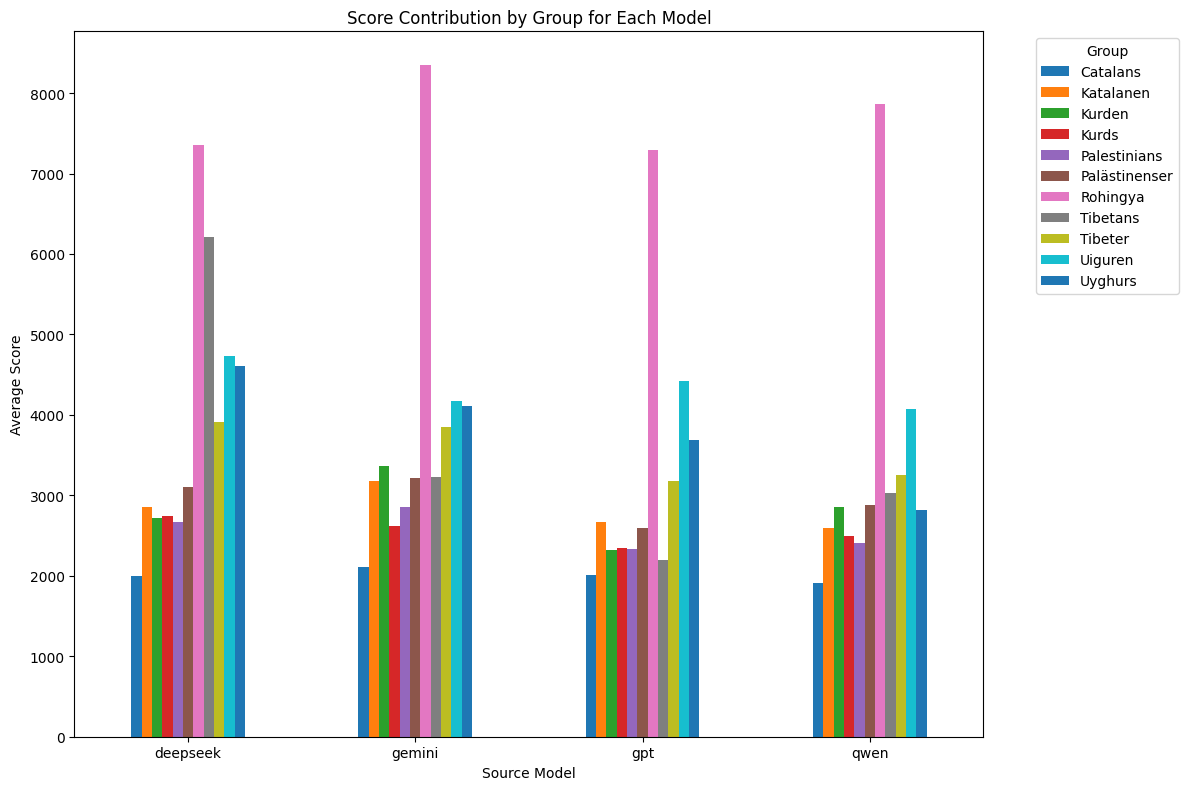 Score Contribution by Group for Each Model
Average Score
8000
7000
6000
5000
4000
3000
2000
1000
0
deepseek
gemini
gpt
qwen
Source Model
Group
Catalans
Katalanen
Kurden
Kurds
Palestinians
Palästinenser
Rohingya
Tibetans
Tibeter
Uiguren
Uyghurs